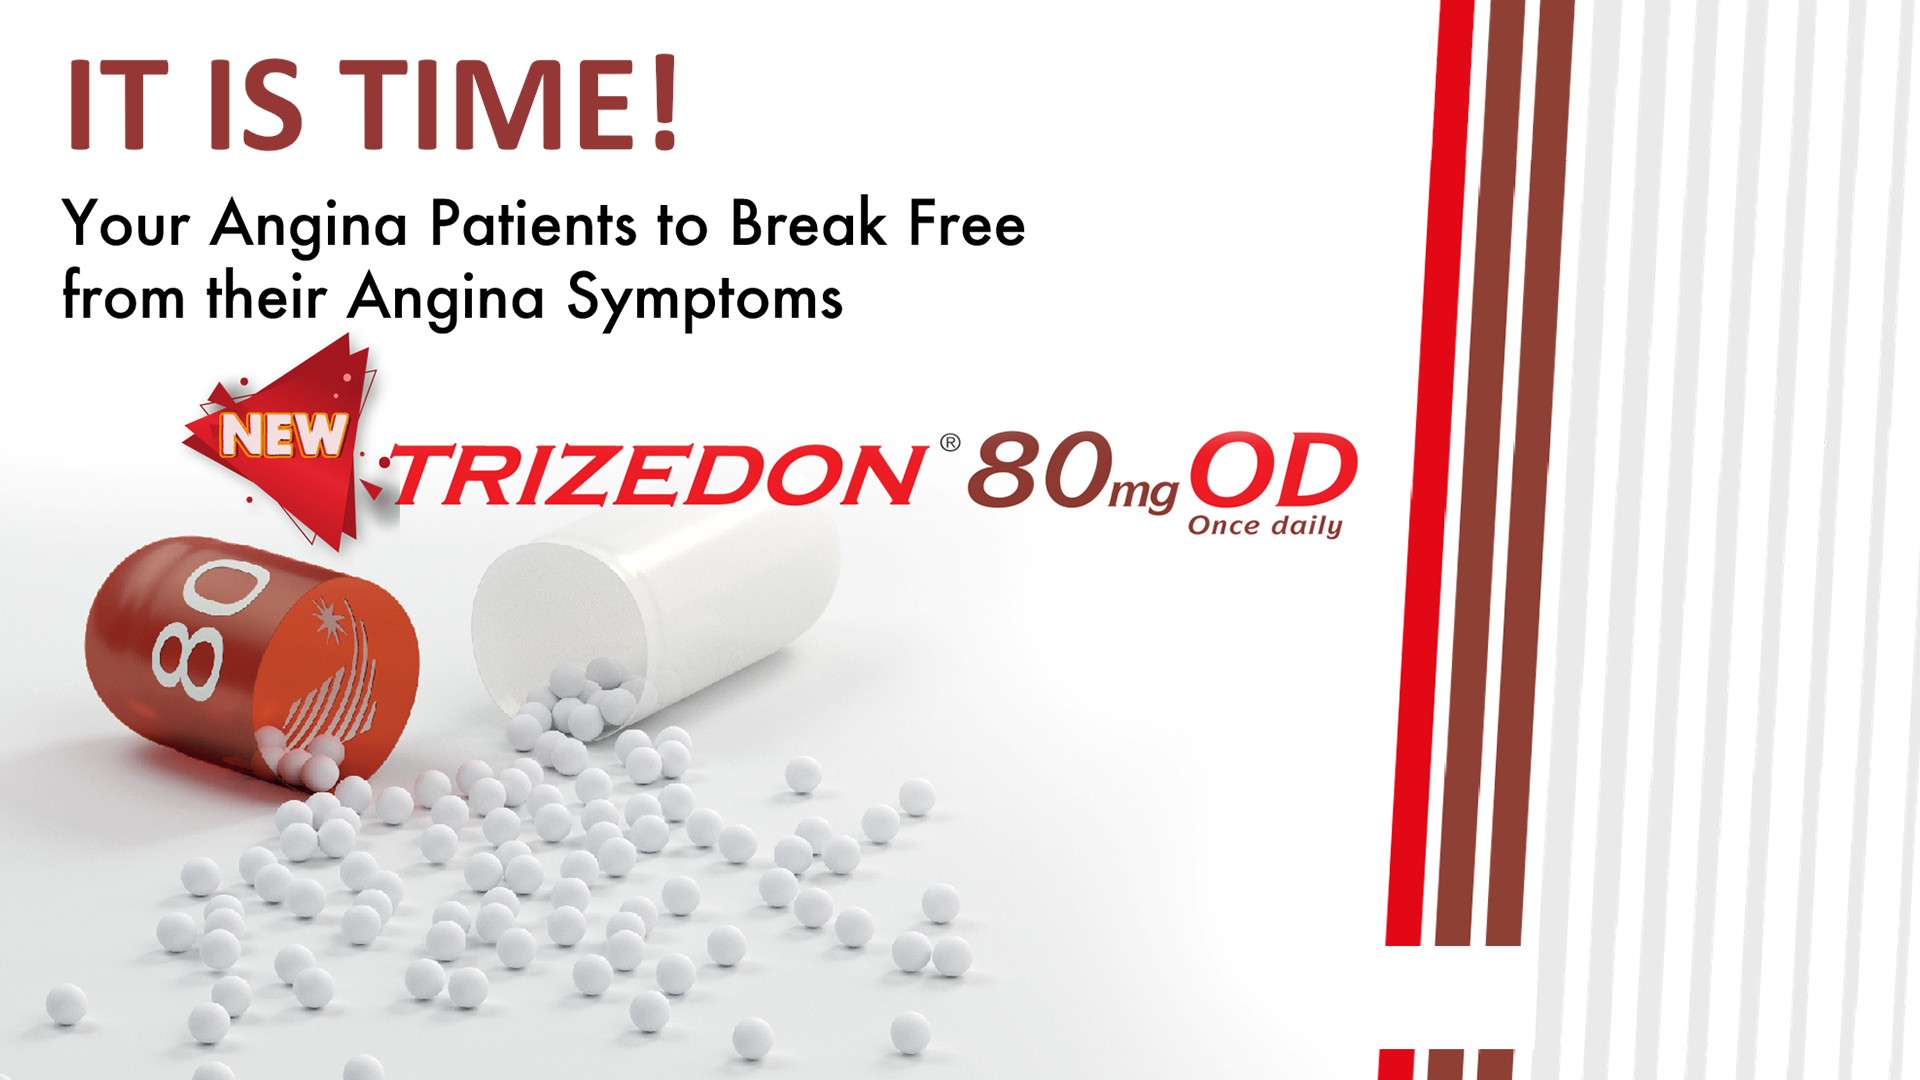 IT IS TIME!
Your Angina Patients to Break Free
from their Angina Symptoms
NEW
TRIZEDON® 80mg OD
Once daily
80